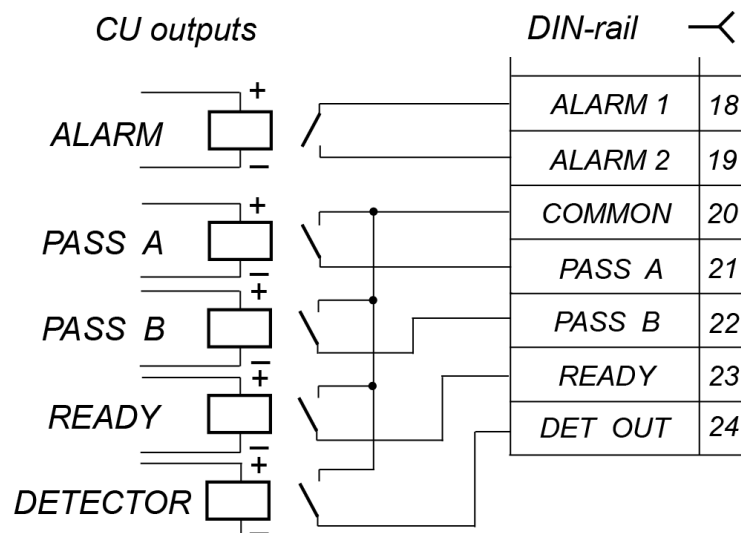 CU outputs
DIN-rail
+
ALARM
–
+
PASS A
–
+
PASS B
–
+
READY
–
+
DETECTOR
–
ALARM 1 18
ALARM 2 19
COMMON 20
PASS A 21
PASS B 22
READY 23
DET OUT 24